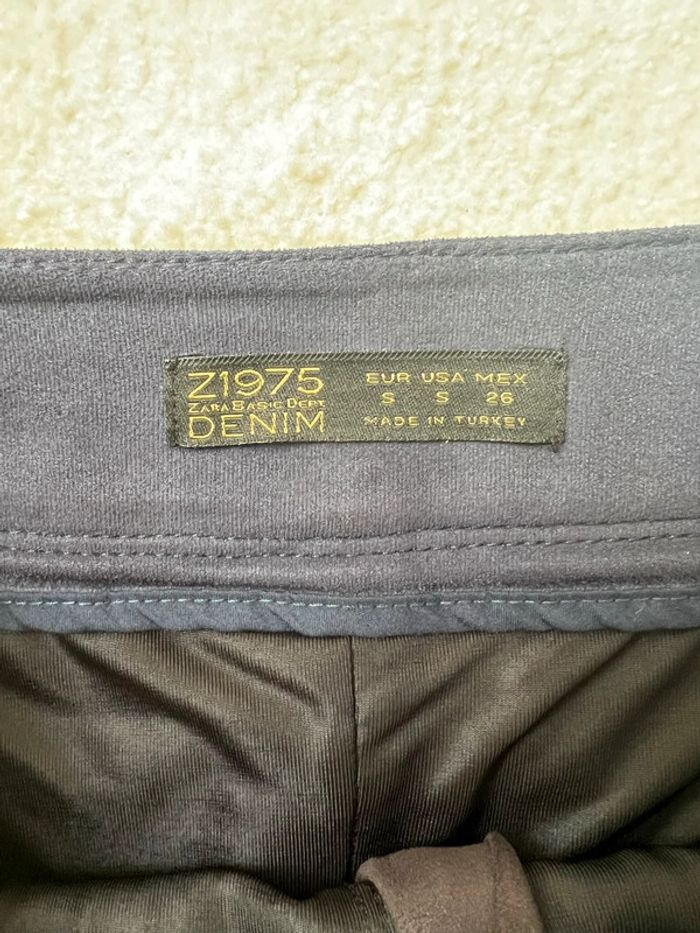 Z1975
ZARA BASIC DEPT
DENIM
EUR USA MEX
S S 26
MADE IN TURKEY